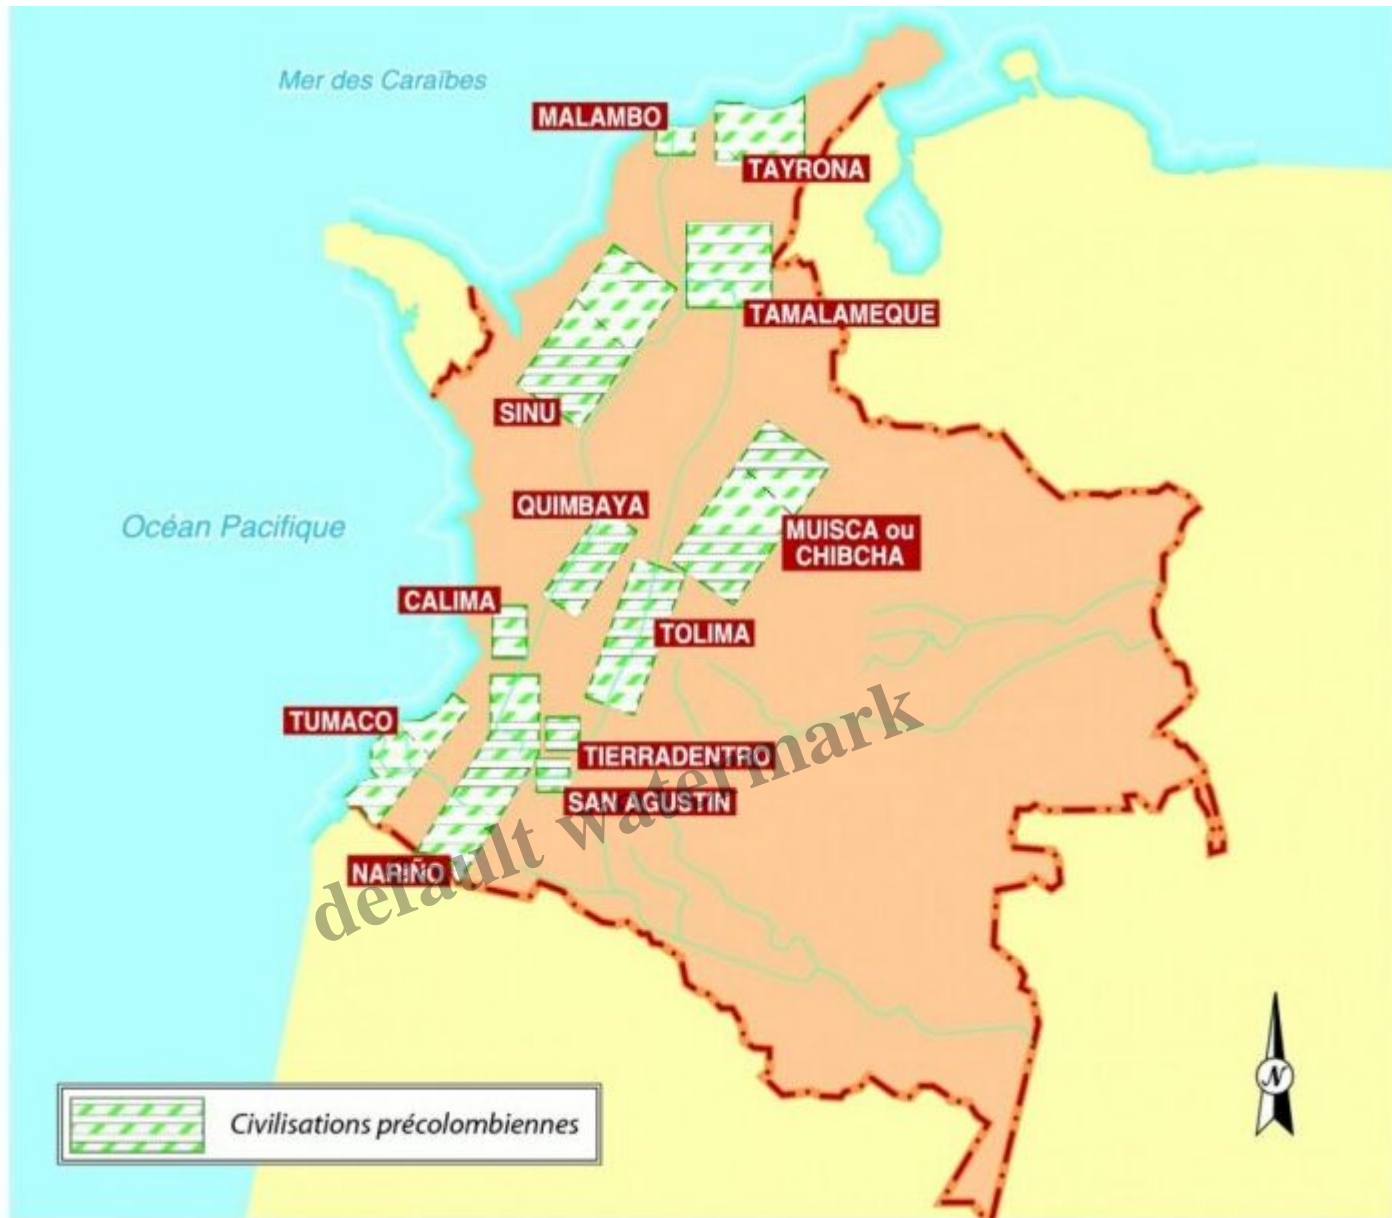 Mer des Caraïbes
MALAMBO
TAYRONA
TAMALAMEQUE
SINU
QUIMBAYA
Océan Pacifique
MUISCA ou
CHIBCHA
CALIMA
TOLIMA
TUMACO
TIERRADENTRO
SAN AGUSTIN
NARIÑO
default watermark
N
Civilisations précolombiennes